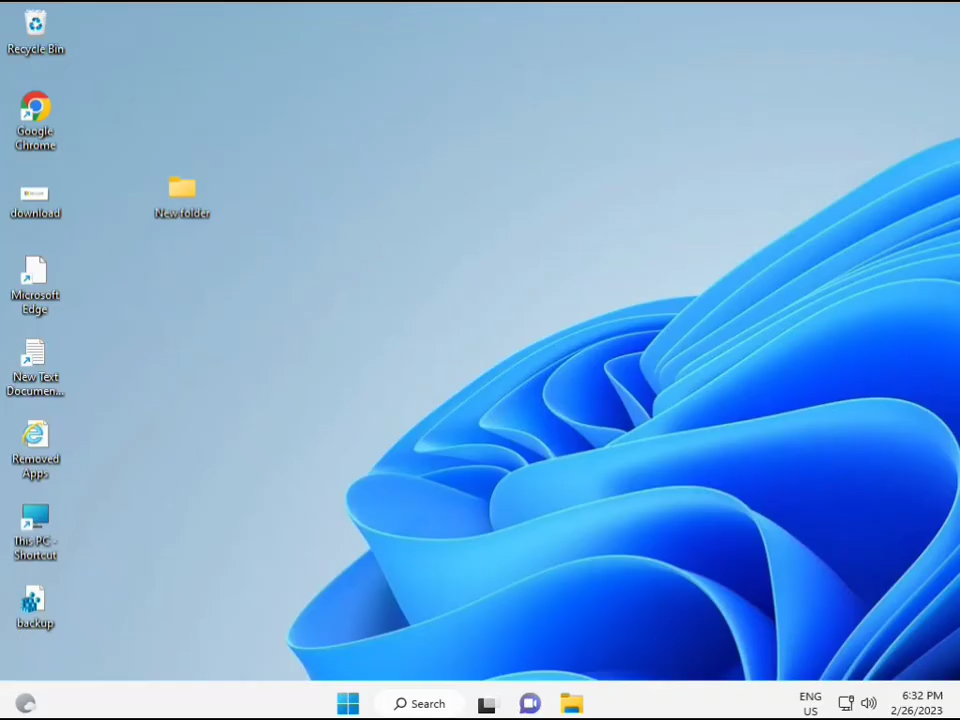 Recycle Bin
Google
Chrome
download
New folder
Microsoft
Edge
New Text
Documen...
Removed
Apps
This PC -
Shortcut
backup
Search
ENG
US
6:32 PM
2/26/2023